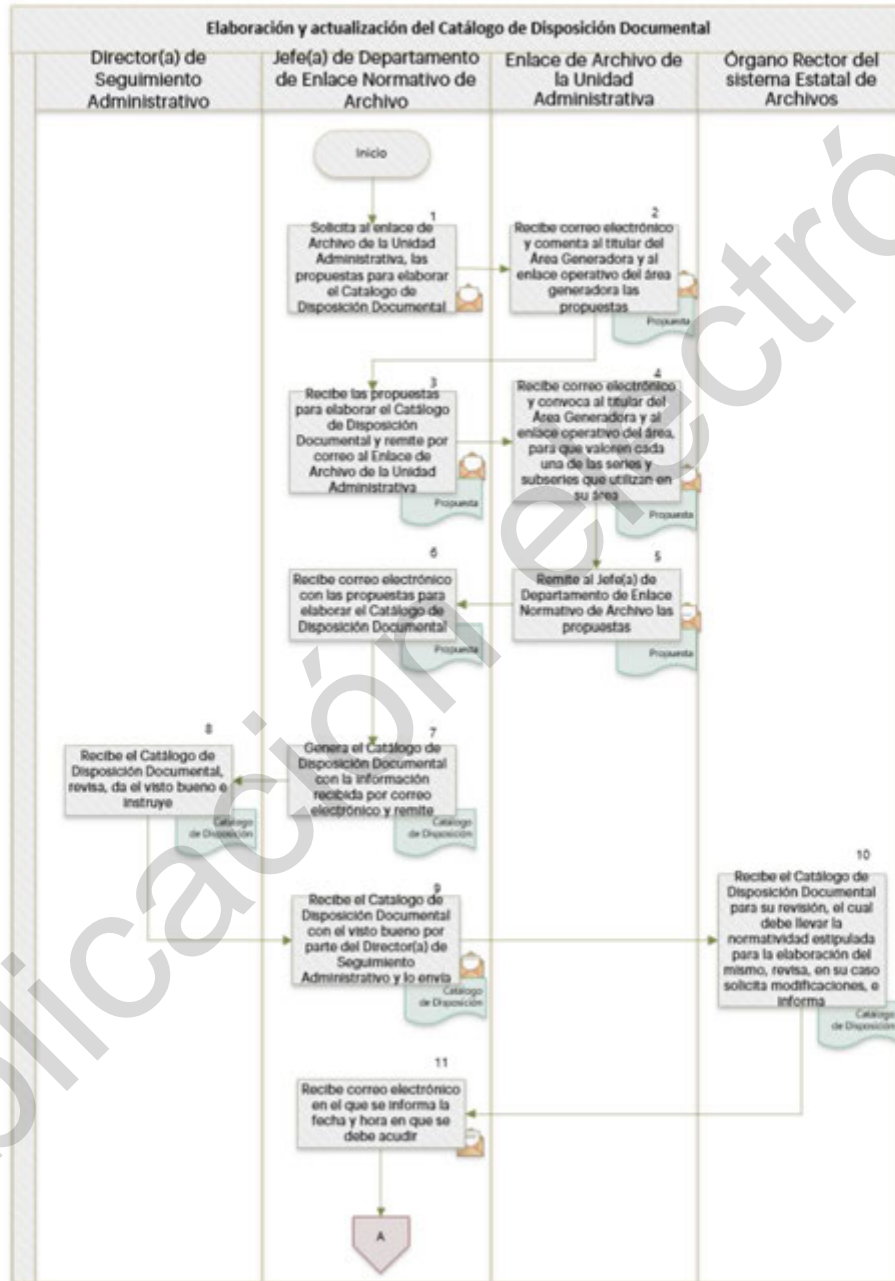 Elaboración y actualización del Catálogo de Disposición Documental
Director(a) de
Seguimiento
Administrativo
Jefe(a) de Departamento
de Enlace Normativo de
Archivo
Enlace de Archivo de
la Unidad
Administrativa
Órgano Rector del
sistema Estatal de
Archivos
Inicio
1
Solicita al enlace de
Archivo de la Unidad
Administrativa, las
propuestas para elaborar
el Catalogo de
Disposición Documental
2
Recibe correo electrónico
y comenta al titular del
Área Generadora y al
enlace operativo del área
generadora las
propuestas
Propuesta
3
Recibe las propuestas
para elaborar el Catálogo
de Disposición
Documental y remite por
correo al Enlace de
Archivo de la Unidad
Administrativa
Propuesta
4
Recibe correo electrónico
y convoca al titular del
Área Generadora y al
enlace operativo del área,
para que valoren cada
una de las series y
subseries que utilizan en
su área
Propuesta
5
Remite al Jefe(a) de
Departamento de Enlace
Normativo de Archivo las
propuestas
Propuesta
6
Recibe correo electrónico
con las propuestas para
elaborar el Catálogo de
Disposición Documental
Propuesta
7
Genera el Catálogo de
Disposición Documental
con la información
recibida por correo
electrónico y remite
Catálogo
de Disposición
8
Recibe el Catálogo de
Disposición Documental,
revisa, da el visto bueno e
instruye
Catálogo
de Disposición
9
Recibe el Catalogo de
Disposición Documental
con el visto bueno por
parte del Director(a) de
Seguimiento
Administrativo y lo envía
Catálogo
de Disposición
10
Recibe el Catálogo de
Disposición Documental
para su revisión, el cual
debe llevar la
normatividad estipulada
para la elaboración del
mismo, revisa, en su caso
solicita modificaciones, e
informa
Catálogo
de Disposición
11
Recibe correo electrónico
en el que se informa la
fecha y hora en que se
debe acudir
A
plicación electró